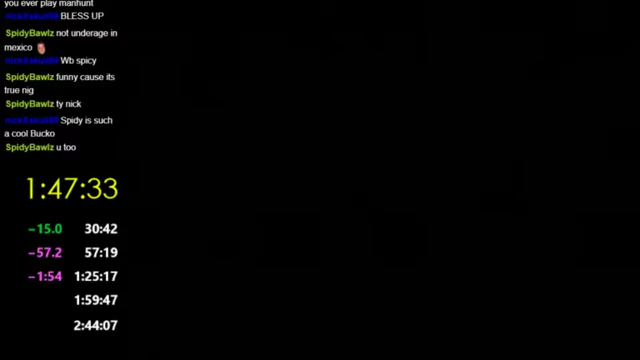 you ever play manhunt
BLESS UP
SpidyBawlz not underage in
mexico
Wb spicy
SpidyBawlz funny cause its
true nig
SpidyBawlz ty nick
Spidy is such
a cool Bucko
SpidyBawlz u too
1:47:33
-15.0 30:42
-57.2 57:19
-1:54 1:25:17
1:59:47
2:44:07